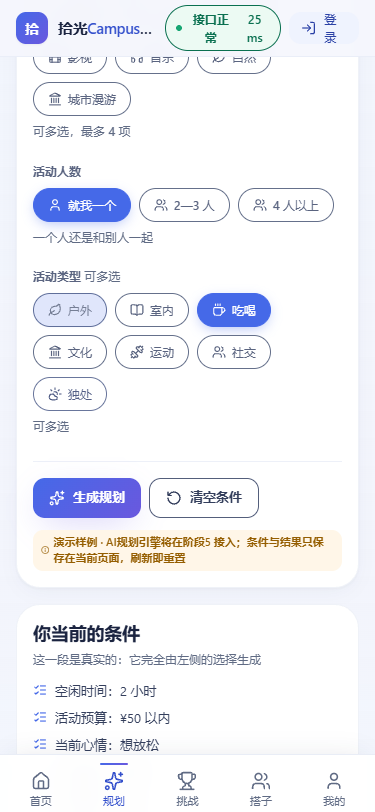 拾 拾光Campus... 接口正常 25 ms 登录
影视 音乐 自然
城市漫游
可多选，最多 4 项
活动人数
就我一个 2—3 人 4 人以上
一个人还是和别人一起
活动类型 可多选
户外 室内 吃喝
文化 运动 社交
独处
可多选
生成规划 清空条件
演示样例 · AI规划引擎将在阶段5 接入；条件与结果只保
存在当前页面，刷新即重置
你当前的条件
这一段是真实的：它完全由左侧的选择生成
空闲时间：2 小时
活动预算：¥50 以内
当前心情：想放松
首页 规划 挑战 搭子 我的